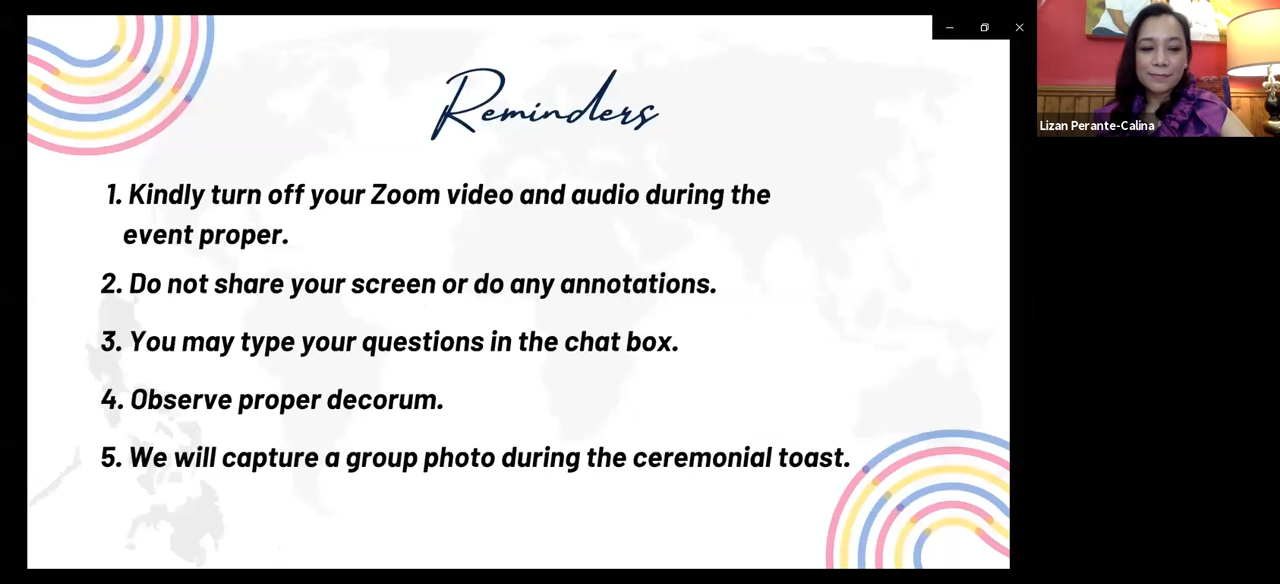 Reminders
1. Kindly turn off your Zoom video and audio during the
event proper.
2. Do not share your screen or do any annotations.
3. You may type your questions in the chat box.
4. Observe proper decorum.
5. We will capture a group photo during the ceremonial toast.
Lizan Perante-Calina